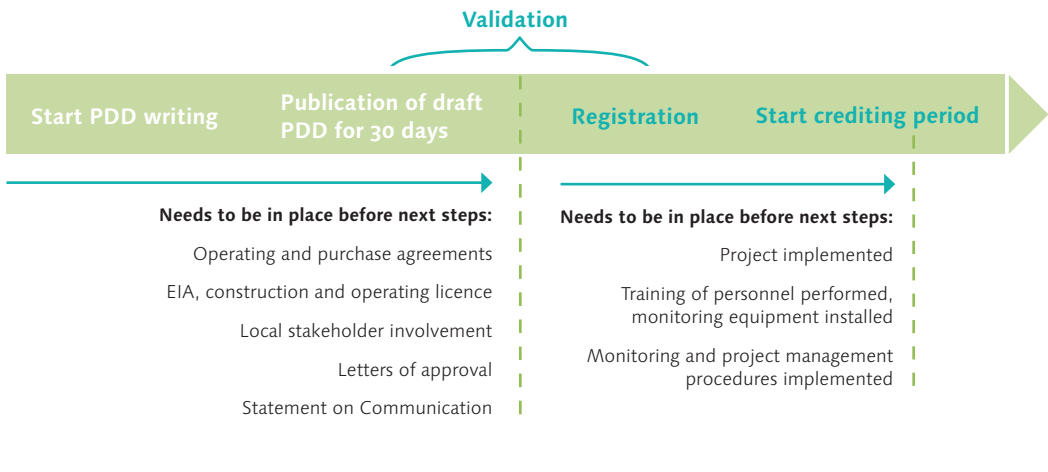 Validation
Start PDD writing
Publication of draft
PDD for 30 days
Registration
Start crediting period
Needs to be in place before next steps:
Operating and purchase agreements
EIA, construction and operating licence
Local stakeholder involvement
Letters of approval
Statement on Communication
Needs to be in place before next steps:
Project implemented
Training of personnel performed,
monitoring equipment installed
Monitoring and project management
procedures implemented